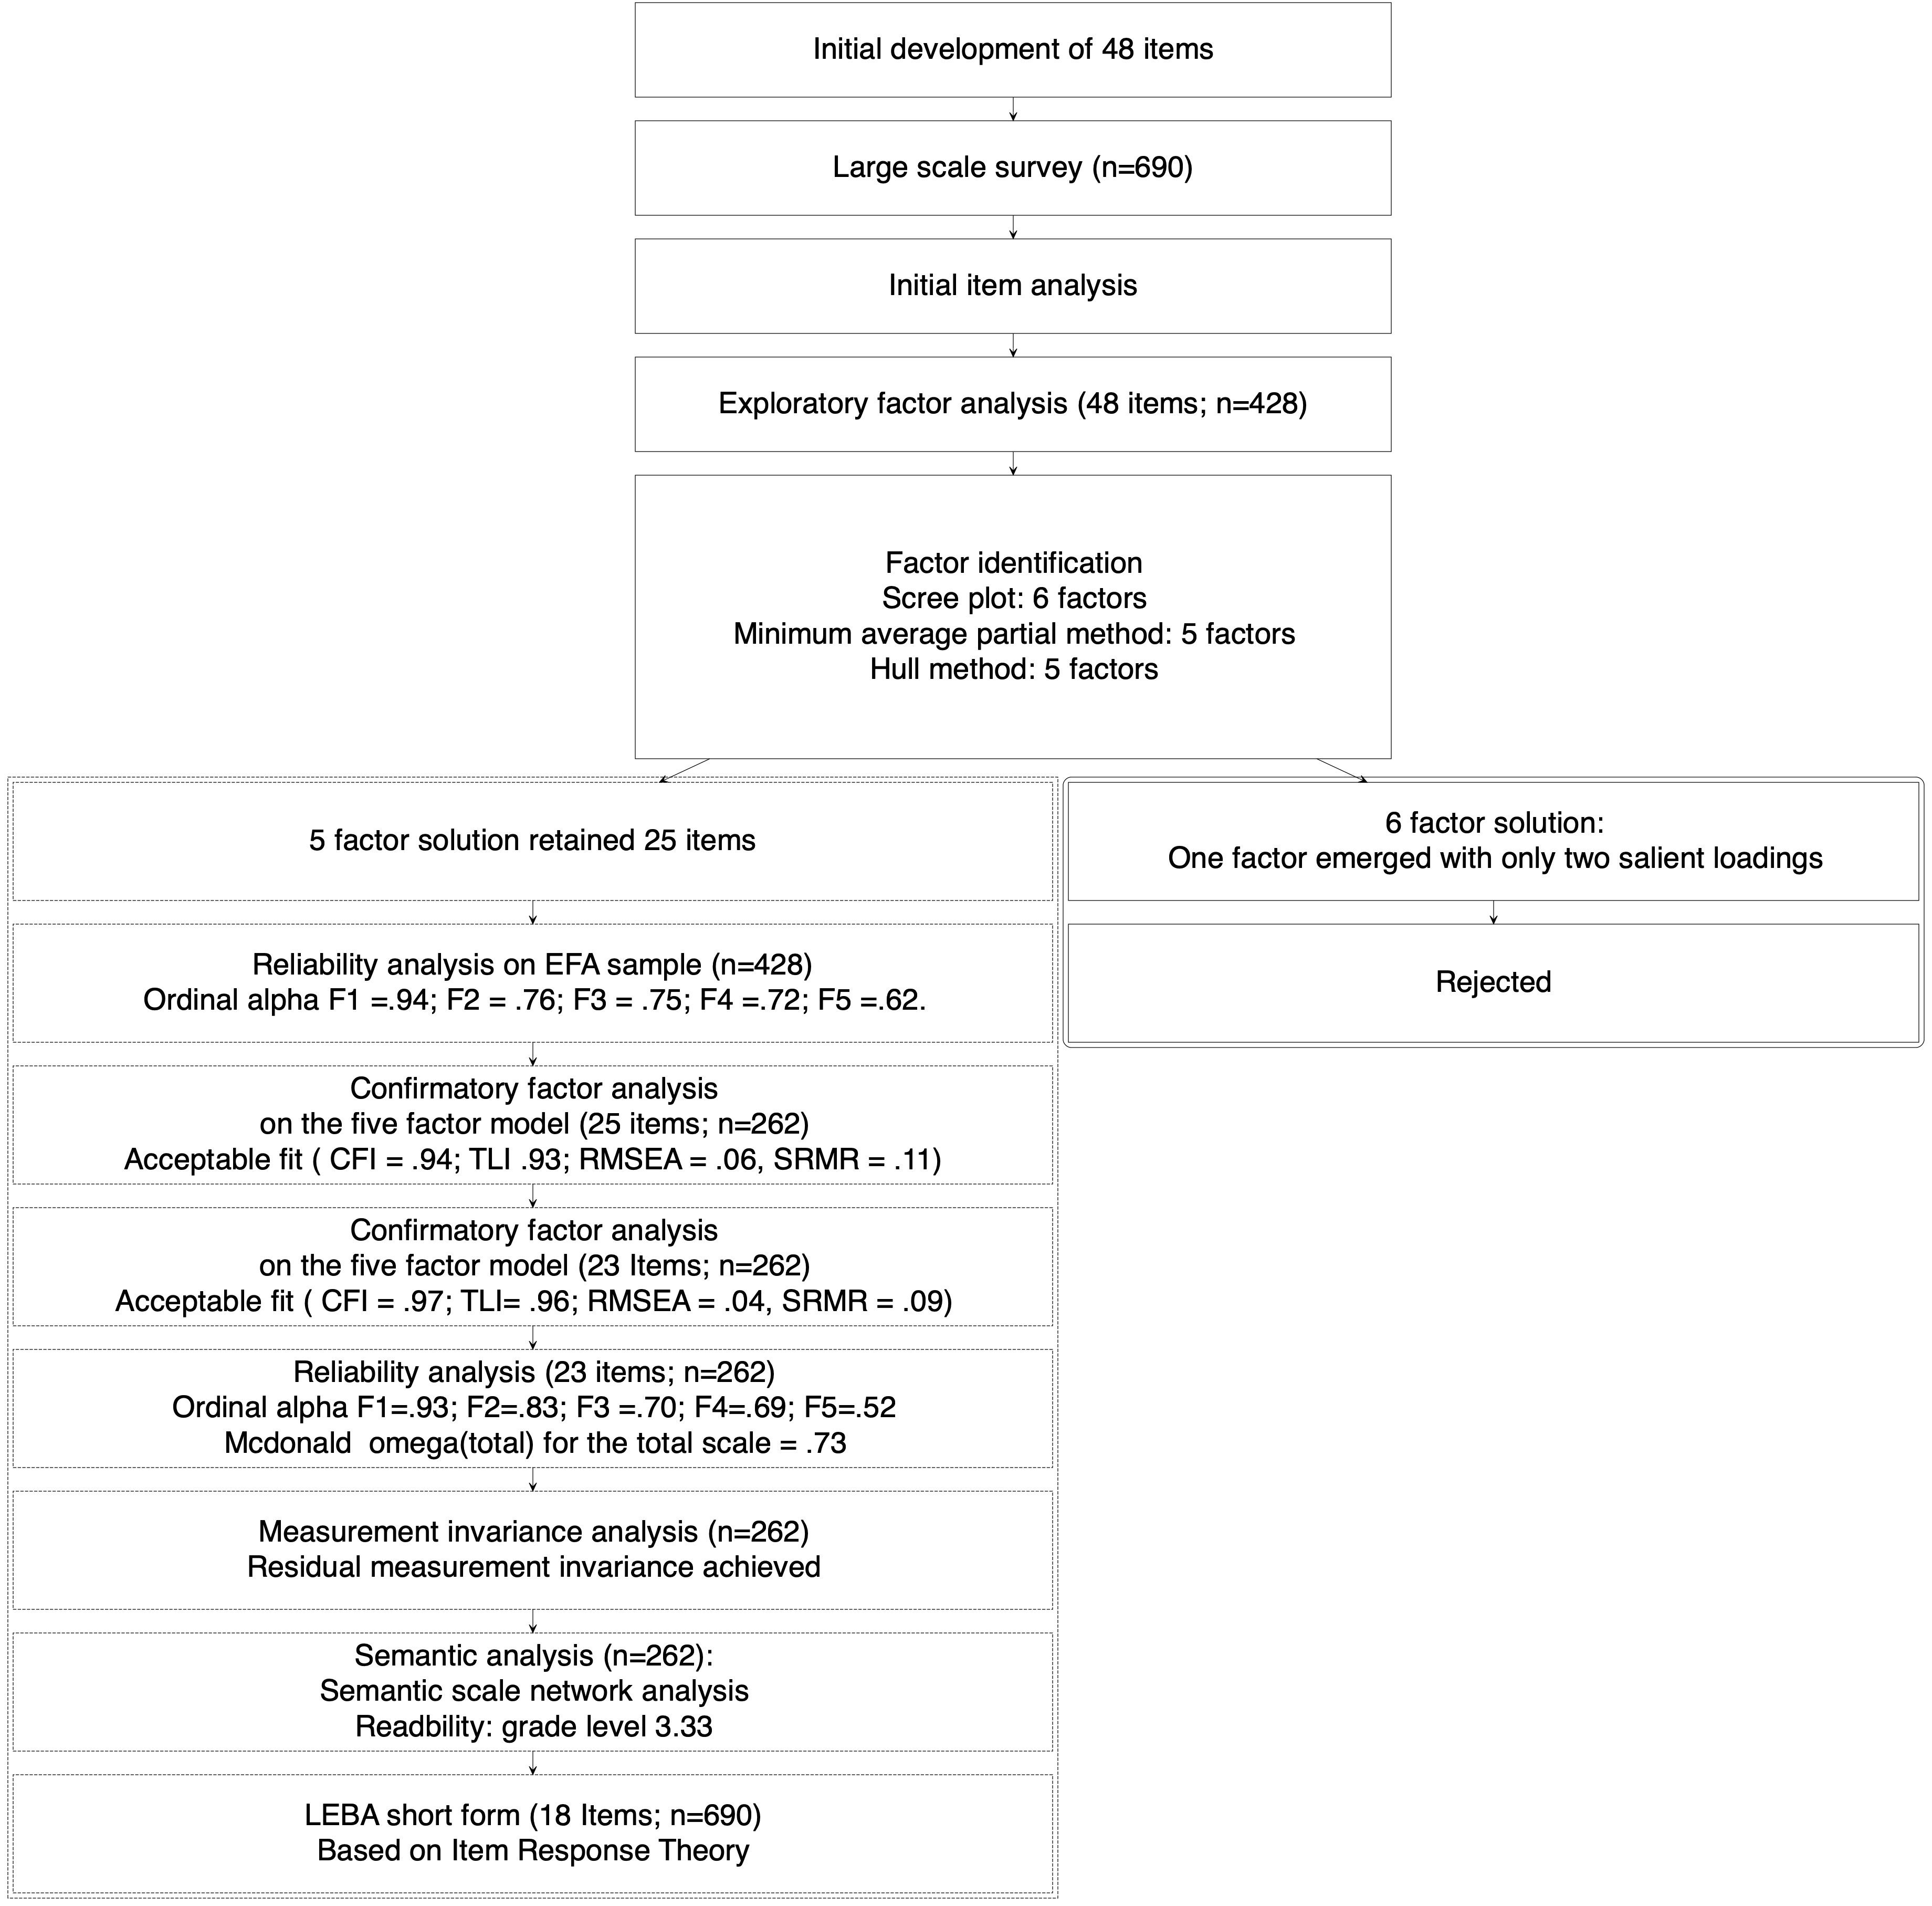 Initial development of 48 items
Large scale survey (n=690)
Initial item analysis
Exploratory factor analysis (48 items; n=428)
Factor identification
Scree plot: 6 factors
Minimum average partial method: 5 factors
Hull method: 5 factors
5 factor solution retained 25 items
6 factor solution:
One factor emerged with only two salient loadings
Reliability analysis on EFA sample (n=428)
Ordinal alpha F1 =.94; F2 = .76; F3 = .75; F4 =.72; F5 =.62.
Rejected
Confirmatory factor analysis
on the five factor model (25 items; n=262)
Acceptable fit ( CFI = .94; TLI .93; RMSEA = .06, SRMR = .11)
Confirmatory factor analysis
on the five factor model (23 Items; n=262)
Acceptable fit ( CFI = .97; TLI= .96; RMSEA = .04, SRMR = .09)
Reliability analysis (23 items; n=262)
Ordinal alpha F1=.93; F2=.83; F3 =.70; F4=.69; F5=.52
Mcdonald  omega(total) for the total scale = .73
Measurement invariance analysis (n=262)
Residual measurement invariance achieved
Semantic analysis (n=262):
Semantic scale network analysis
Readbility: grade level 3.33
LEBA short form (18 Items; n=690)
Based on Item Response Theory